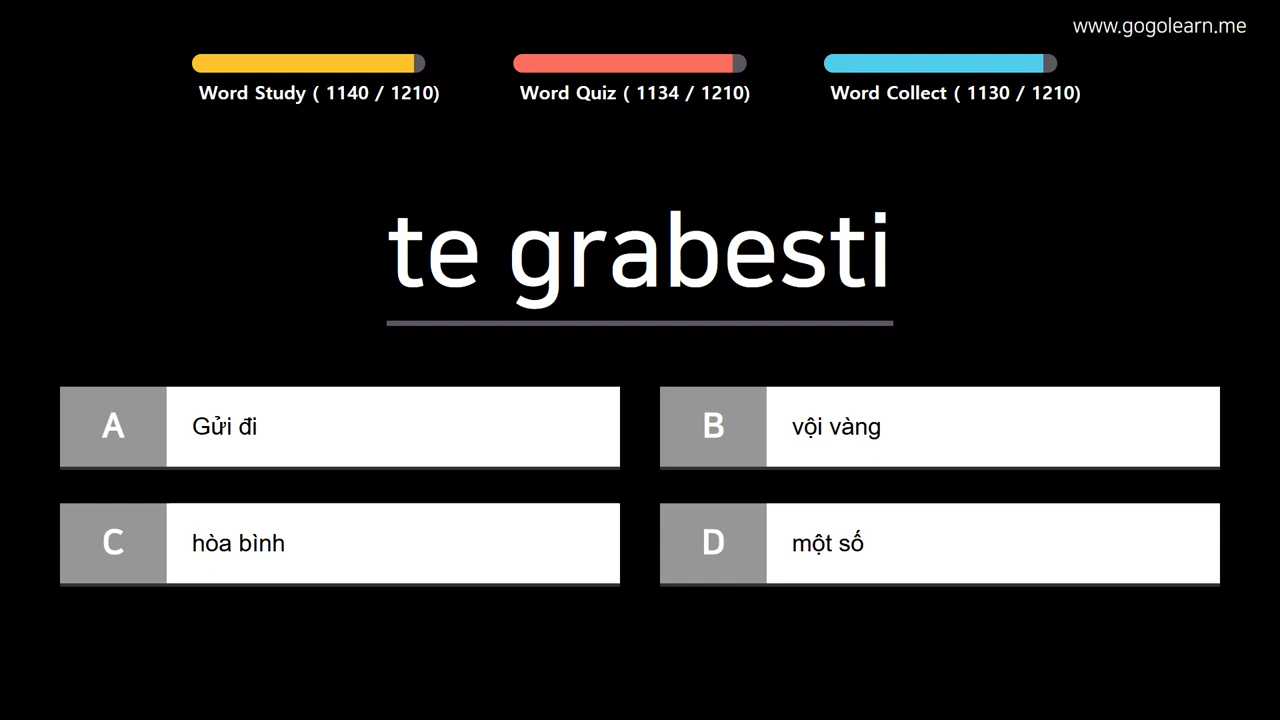 www.gogolearn.me
Word Study ( 1140 / 1210)
Word Quiz ( 1134 / 1210)
Word Collect ( 1130 / 1210)
te grabesti
A Gửi đi
B vội vàng
C hòa bình
D một số